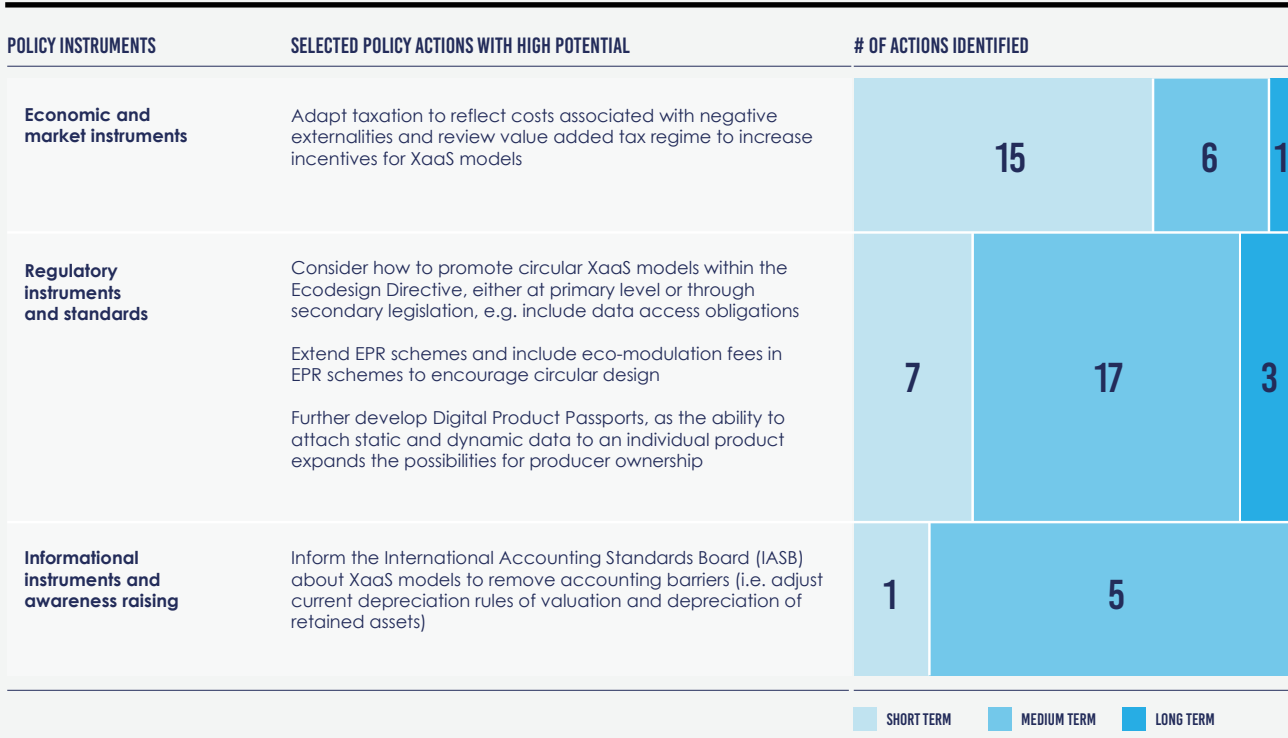 POLICY INSTRUMENTS
SELECTED POLICY ACTIONS WITH HIGH POTENTIAL
# OF ACTIONS IDENTIFIED
Economic and
market instruments
Adapt taxation to reflect costs associated with negative
externalities and review value added tax regime to increase
incentives for XaaS models
15
6
1
Regulatory
instruments
and standards
Consider how to promote circular XaaS models within the
Ecodesign Directive, either at primary level or through
secondary legislation, e.g. include data access obligations
Extend EPR schemes and include eco-modulation fees in
EPR schemes to encourage circular design
Further develop Digital Product Passports, as the ability to
attach static and dynamic data to an individual product
expands the possibilities for producer ownership
7
17
3
Informational
instruments and
awareness raising
Inform the International Accounting Standards Board (IASB)
about XaaS models to remove accounting barriers (i.e. adjust
current depreciation rules of valuation and depreciation of
retained assets)
1
5
SHORT TERM
MEDIUM TERM
LONG TERM